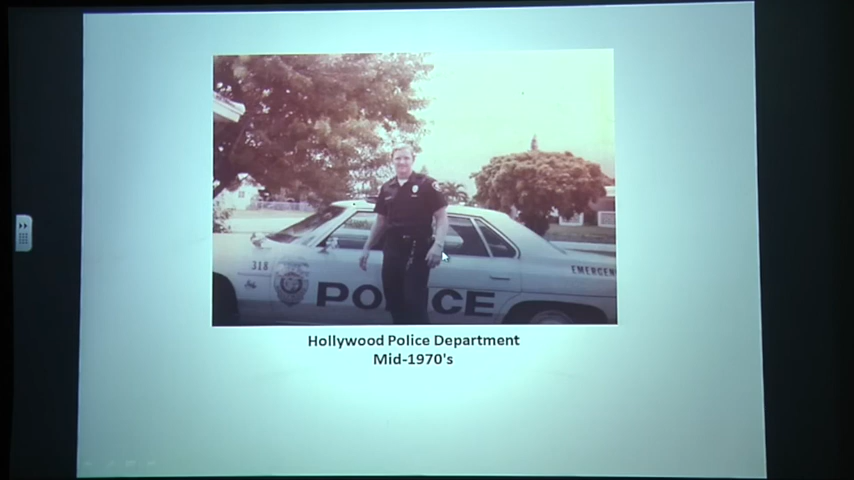 318
POLICE
EMERGEN
Hollywood Police Department
Mid-1970's